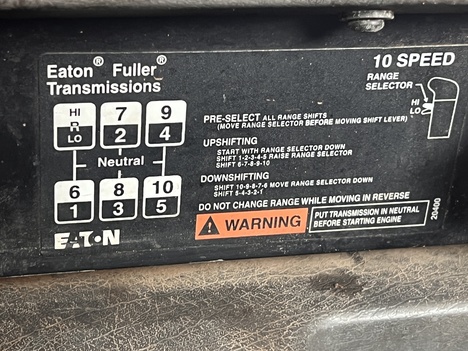 Eaton® Fuller®
Transmissions
10 SPEED
RANGE
SELECTOR
HI
LO
HI
R
LO
7
2
9
4
Neutral
6
1
8
3
10
5
EATON
PRE-SELECT ALL RANGE SHIFTS
(MOVE RANGE SELECTOR BEFORE MOVING SHIFT LEVER)
UPSHIFTING
START WITH RANGE SELECTOR DOWN
SHIFT 1-2-3-4-5 RAISE RANGE SELECTOR
SHIFT 6-7-8-9-10
DOWNSHIFTING
SHIFT 10-9-8-7-6 MOVE RANGE SELECTOR DOWN
SHIFT 5-4-3-2-1
DO NOT CHANGE RANGE WHILE MOVING IN REVERSE
WARNING
PUT TRANSMISSION IN NEUTRAL
BEFORE STARTING ENGINE
20400